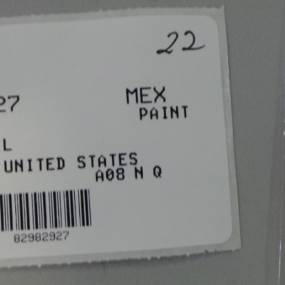 22
27 MEX
PAINT
L
UNITED STATES
A08 N Q
82982927